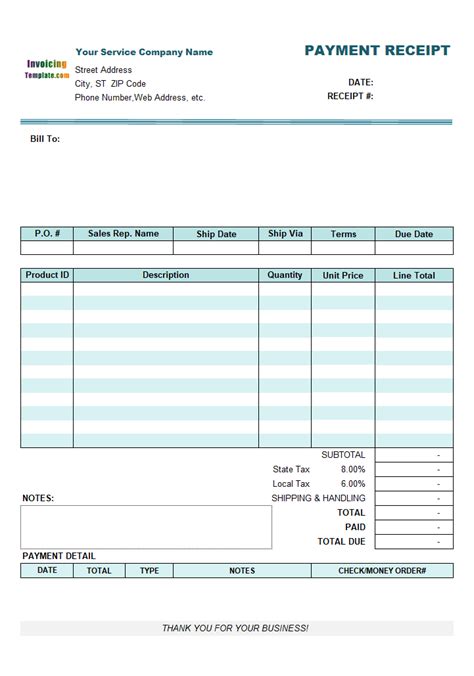 Invoicing
Template.com
Your Service Company Name
PAYMENT RECEIPT
Street Address
City, ST ZIP Code
Phone Number,Web Address, etc.
DATE:
RECEIPT #:
Bill To:
P.O. # Sales Rep. Name Ship Date Ship Via Terms Due Date
Product ID Description Quantity Unit Price Line Total
SUBTOTAL -
State Tax 8.00% -
Local Tax 6.00% -
NOTES: SHIPPING & HANDLING -
TOTAL -
PAID -
TOTAL DUE -
PAYMENT DETAIL
DATE TOTAL TYPE NOTES CHECK/MONEY ORDER#
THANK YOU FOR YOUR BUSINESS!